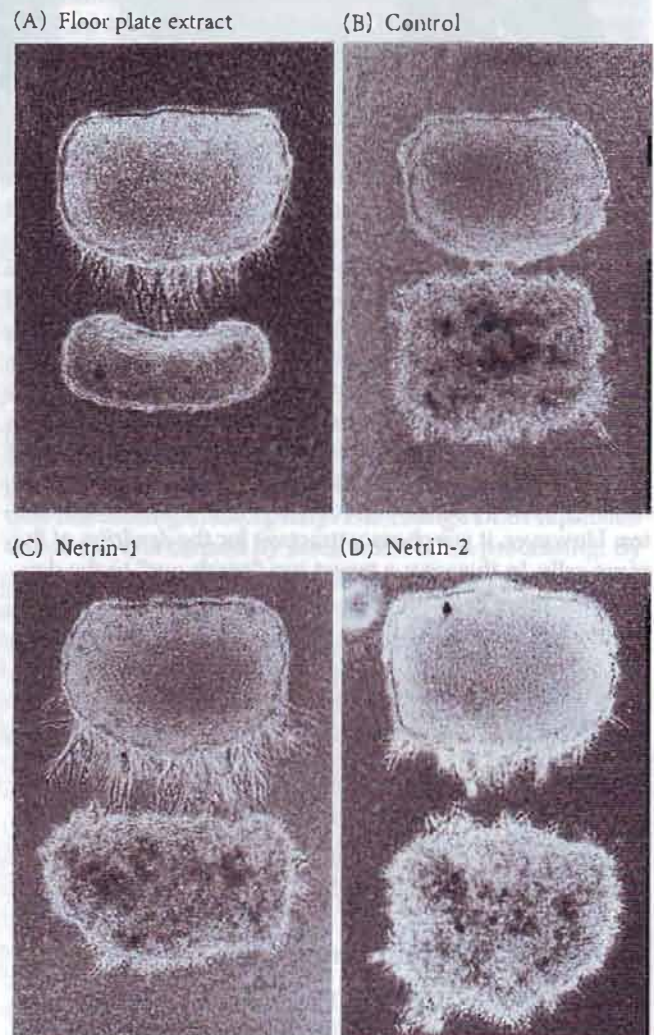 (A) Floor plate extract
(B) Control
(C) Netrin-1
(D) Netrin-2